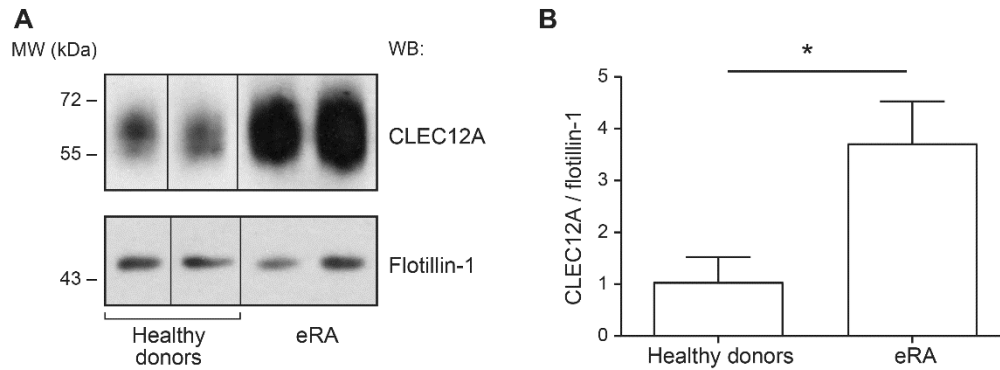 A
MW (kDa)
WB:
72 –
CLEC12A
55 –
Flotillin-1
43 –
Healthy
donors
eRA
B
*
5
4
3
2
1
0
CLEC12A / flotillin-1
Healthy donors
eRA